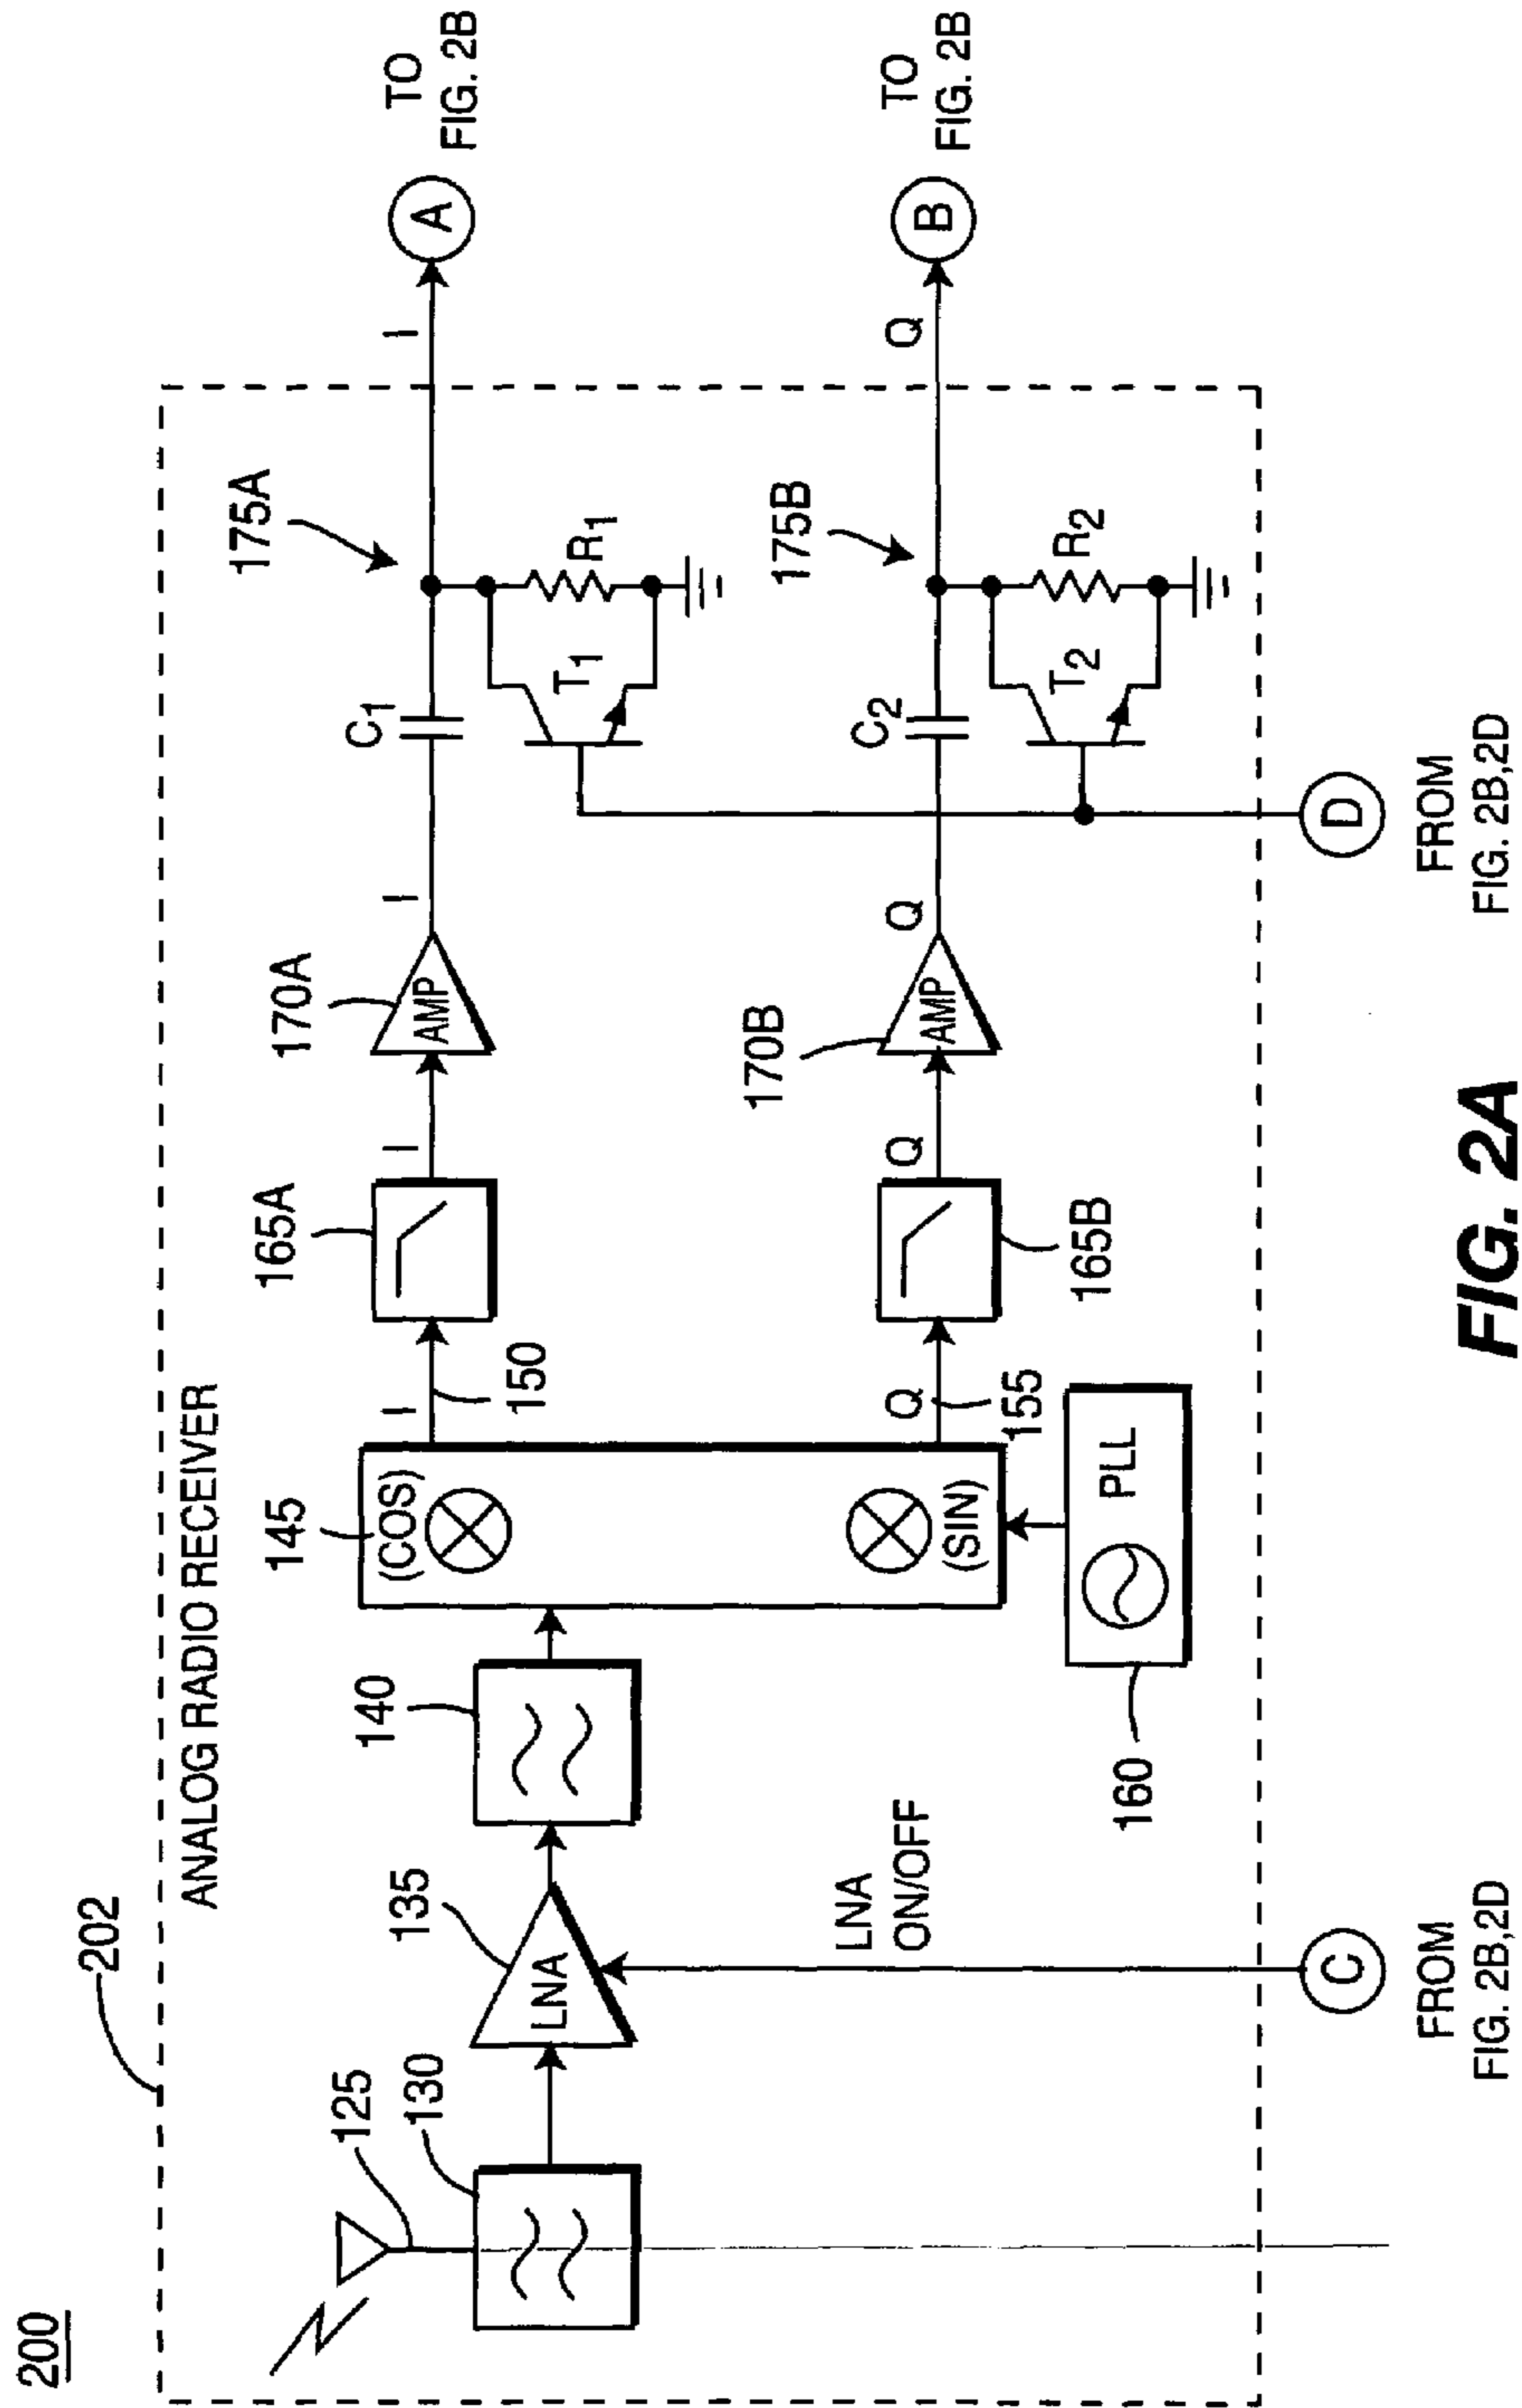 200
202
ANALOG RADIO RECEIVER
125
130
LNA
135
140
145
(COS)
(SIN)
160
PLL
I
150
Q
155
165A
165B
I
Q
170A
AMP
170B
AMP
I
Q
C1
T1
R1
175A
C2
T2
R2
175B
I
Q
A
TO
FIG. 2B
B
TO
FIG. 2B
LNA
ON/OFF
C
FROM
FIG. 2B,2D
D
FROM
FIG. 2B,2D
FIG. 2A